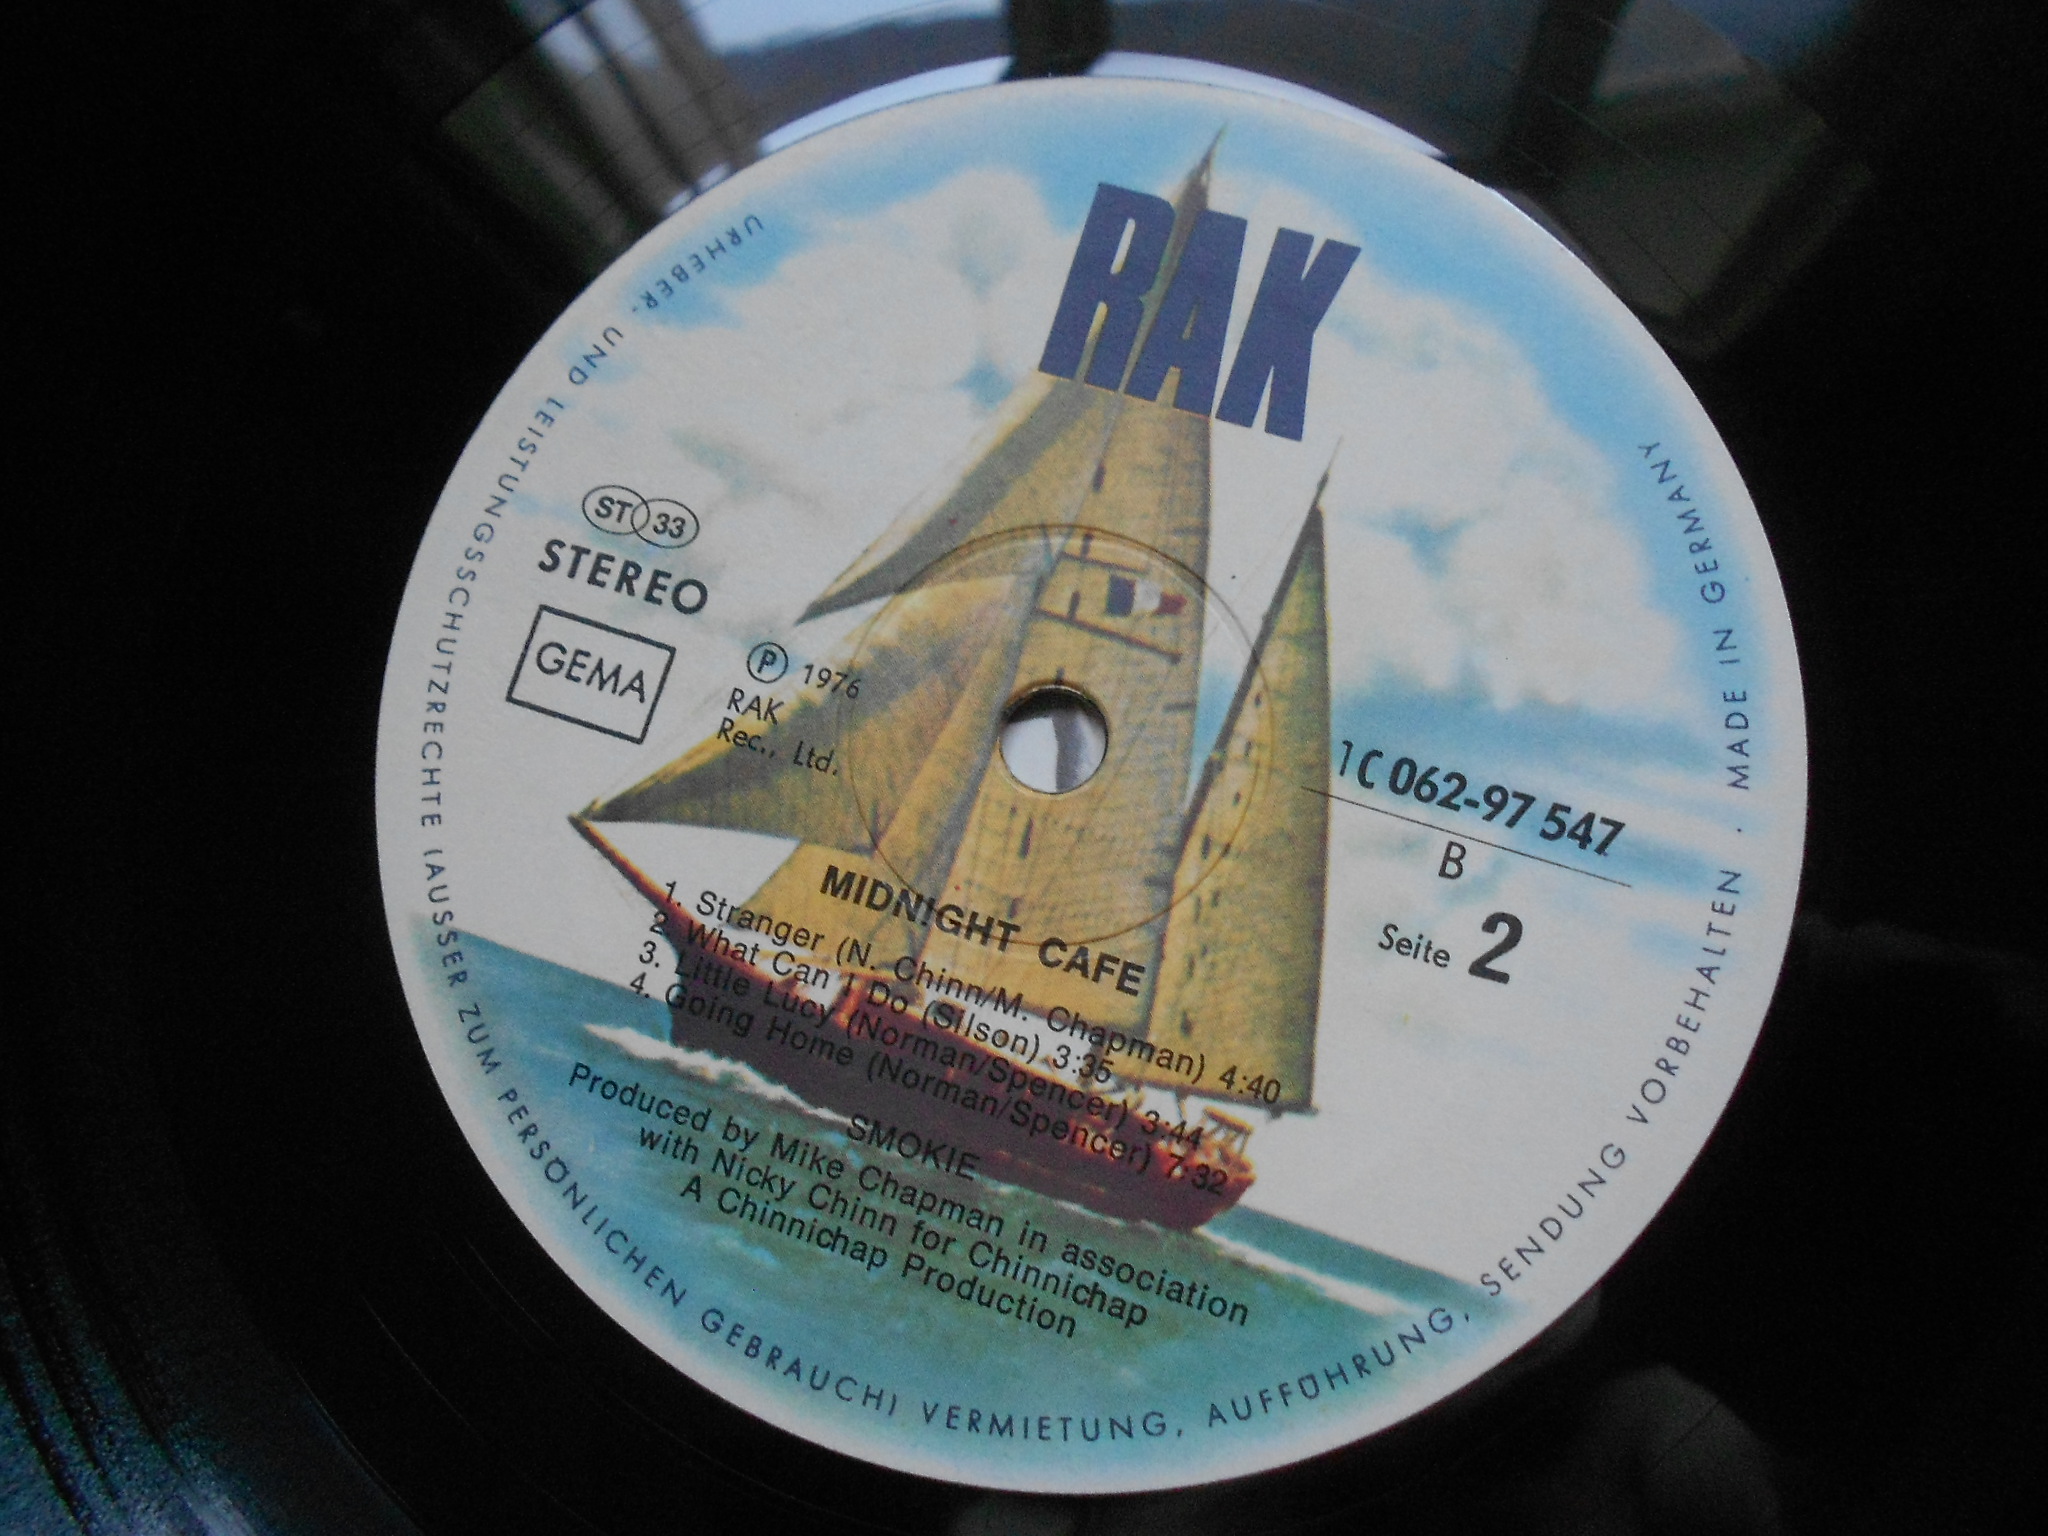 RAK
ST 33
STEREO
GEMA
Ⓟ 1976
RAK
Rec., Ltd.
1C 062-97 547
B
Seite 2
MIDNIGHT CAFE
1. Stranger (N. Chinn/M. Chapman) 4:40
2. What Can I Do (Silson) 3:35
3. Little Lucy (Norman/Spencer) 3:44
4. Going Home (Norman/Spencer) 7:32
SMOKIE
Produced by Mike Chapman in association
with Nicky Chinn for Chinnichap
A Chinnichap Production
URHEBER- UND LEISTUNGSSCHUTZRECHTE (AUSSER ZUM PERSÖNLICHEN GEBRAUCH) VERMIETUNG, AUFFÜHRUNG, SENDUNG VORBEHALTEN . MADE IN GERMANY